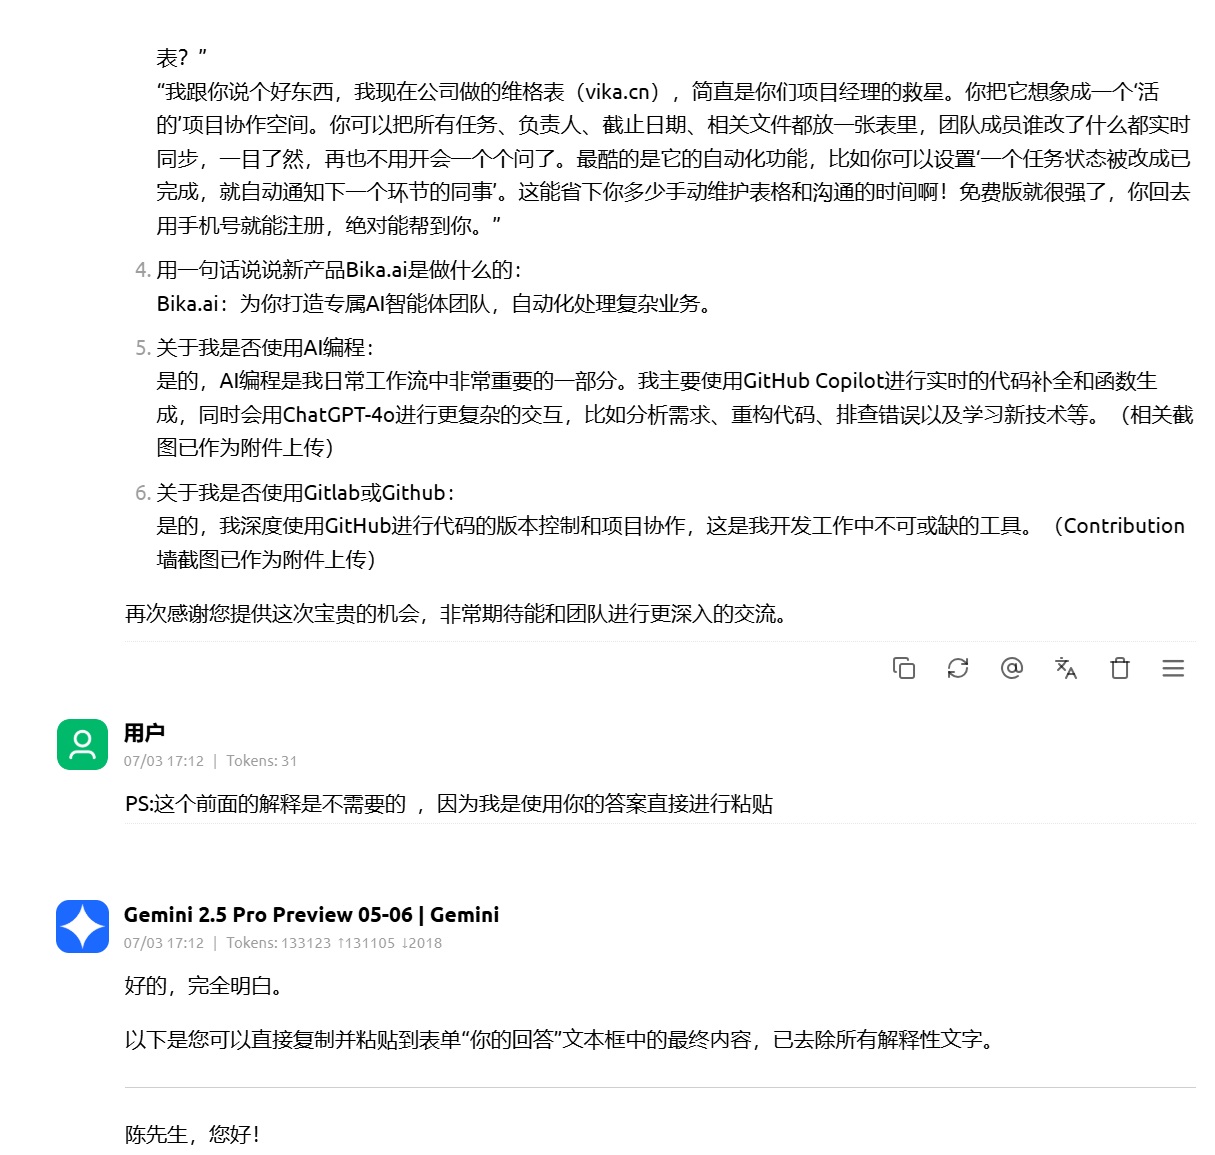 表？”
“我跟你说个好东西，我现在公司做的维格表（vika.cn），简直是你们项目经理的救星。你把它想象成一个‘活
的’项目协作空间。你可以把所有任务、负责人、截止日期、相关文件都放一张表里，团队成员谁改了什么都实时
同步，一目了然，再也不用开会一个个问了。最酷的是它的自动化功能，比如你可以设置‘一个任务状态被改成已
完成，就自动通知下一个环节的同事’。这能省下你多少手动维护表格和沟通的时间啊！免费版就很强了，你回去
用手机号就能注册，绝对能帮到你。”
4. 用一句话说说新产品Bika.ai是做什么的：
Bika.ai：为你打造专属AI智能体团队，自动化处理复杂业务。
5. 关于我是否使用AI编程：
是的，AI编程是我日常工作流中非常重要的一部分。我主要使用GitHub Copilot进行实时的代码补全和函数生
成，同时会用ChatGPT-4o进行更复杂的交互，比如分析需求、重构代码、排查错误以及学习新技术等。（相关截
图已作为附件上传）
6. 关于我是否使用Gitlab或Github：
是的，我深度使用GitHub进行代码的版本控制和项目协作，这是我开发工作中不可或缺的工具。（Contribution
墙截图已作为附件上传）
再次感谢您提供这次宝贵的机会，非常期待能和团队进行更深入的交流。
用户
07/03 17:12 | Tokens: 31
PS:这个前面的解释是不需要的 ，因为我是使用你的答案直接进行粘贴
Gemini 2.5 Pro Preview 05-06 | Gemini
07/03 17:12 | Tokens: 133123 ↑131105 ↓2018
好的，完全明白。
以下是您可以直接复制并粘贴到表单“你的回答”文本框中的最终内容，已去除所有解释性文字。
陈先生，您好！